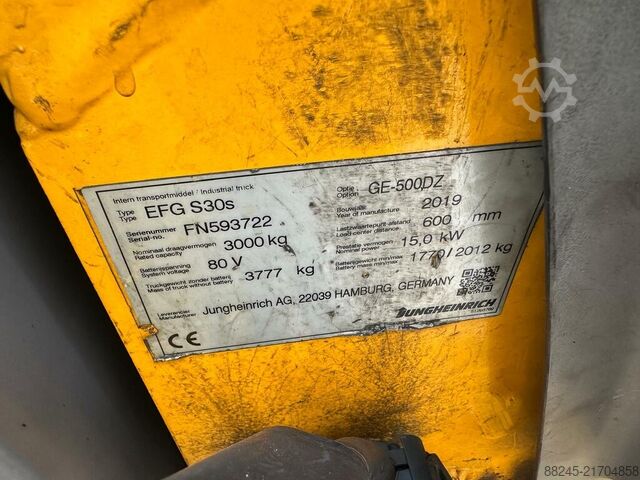 Intern transportmiddel / Industrial truck
Type
Type EFG S30s Optie
Option GE-500DZ
Serienummer
Serial-no. FN593722 Bouwjaar
Year of manufacture 2019
Nominaal draagvermogen
Rated capacity 3000 kg Lastzwaartepunt-afstand
Load center distance 600 mm
Batterijspanning
System voltage 80 V Prestatie vermogen
Nominal power 15,0 kW
Truckgewicht zonder batterij
Mass of truck without battery 3777 kg Batterijgewicht min/max
Battery mass min/max 1770/2012 kg
Leverancier
Manufacturer Jungheinrich AG, 22039 HAMBURG, GERMANY
CE
JUNGHEINRICH
88245-21704858